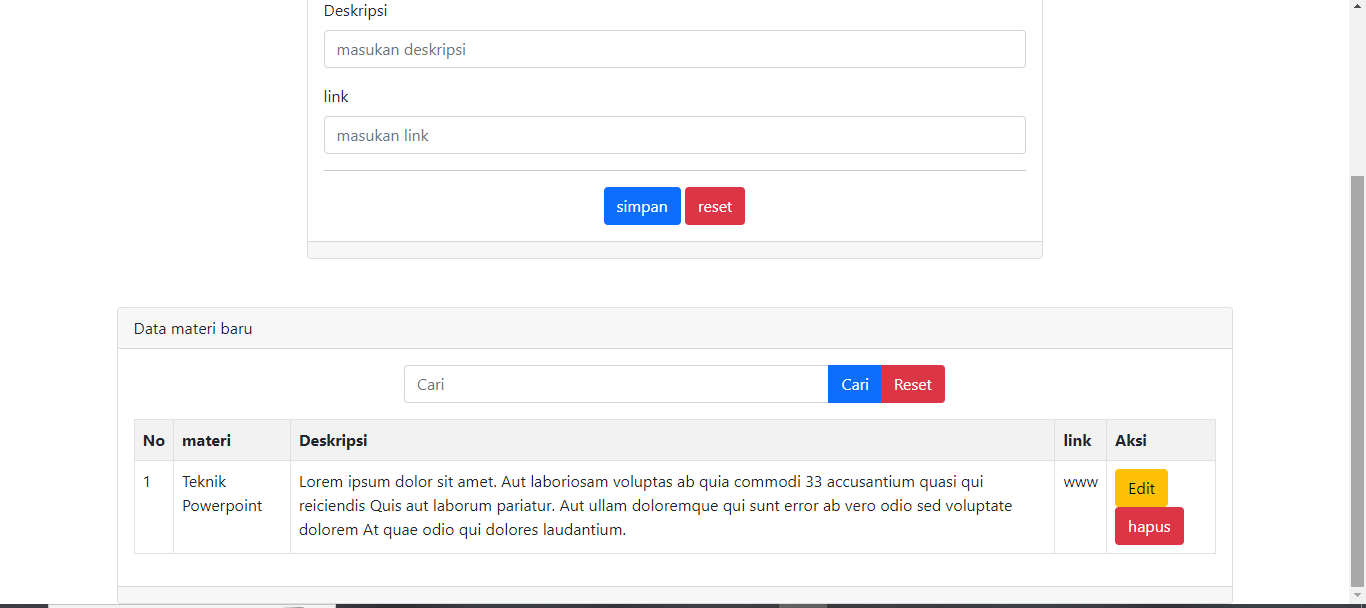 Deskripsi
masukan deskripsi
link
masukan link
simpan reset
Data materi baru
Cari Cari Reset
No materi Deskripsi link Aksi
1 Teknik Powerpoint Lorem ipsum dolor sit amet. Aut laboriosam voluptas ab quia commodi 33 accusantium quasi qui www Edit
reiciendis Quis aut laborum pariatur. Aut ullam doloremque qui sunt error ab vero odio sed voluptate
dolorem At quae odio qui dolores laudantium.
hapus